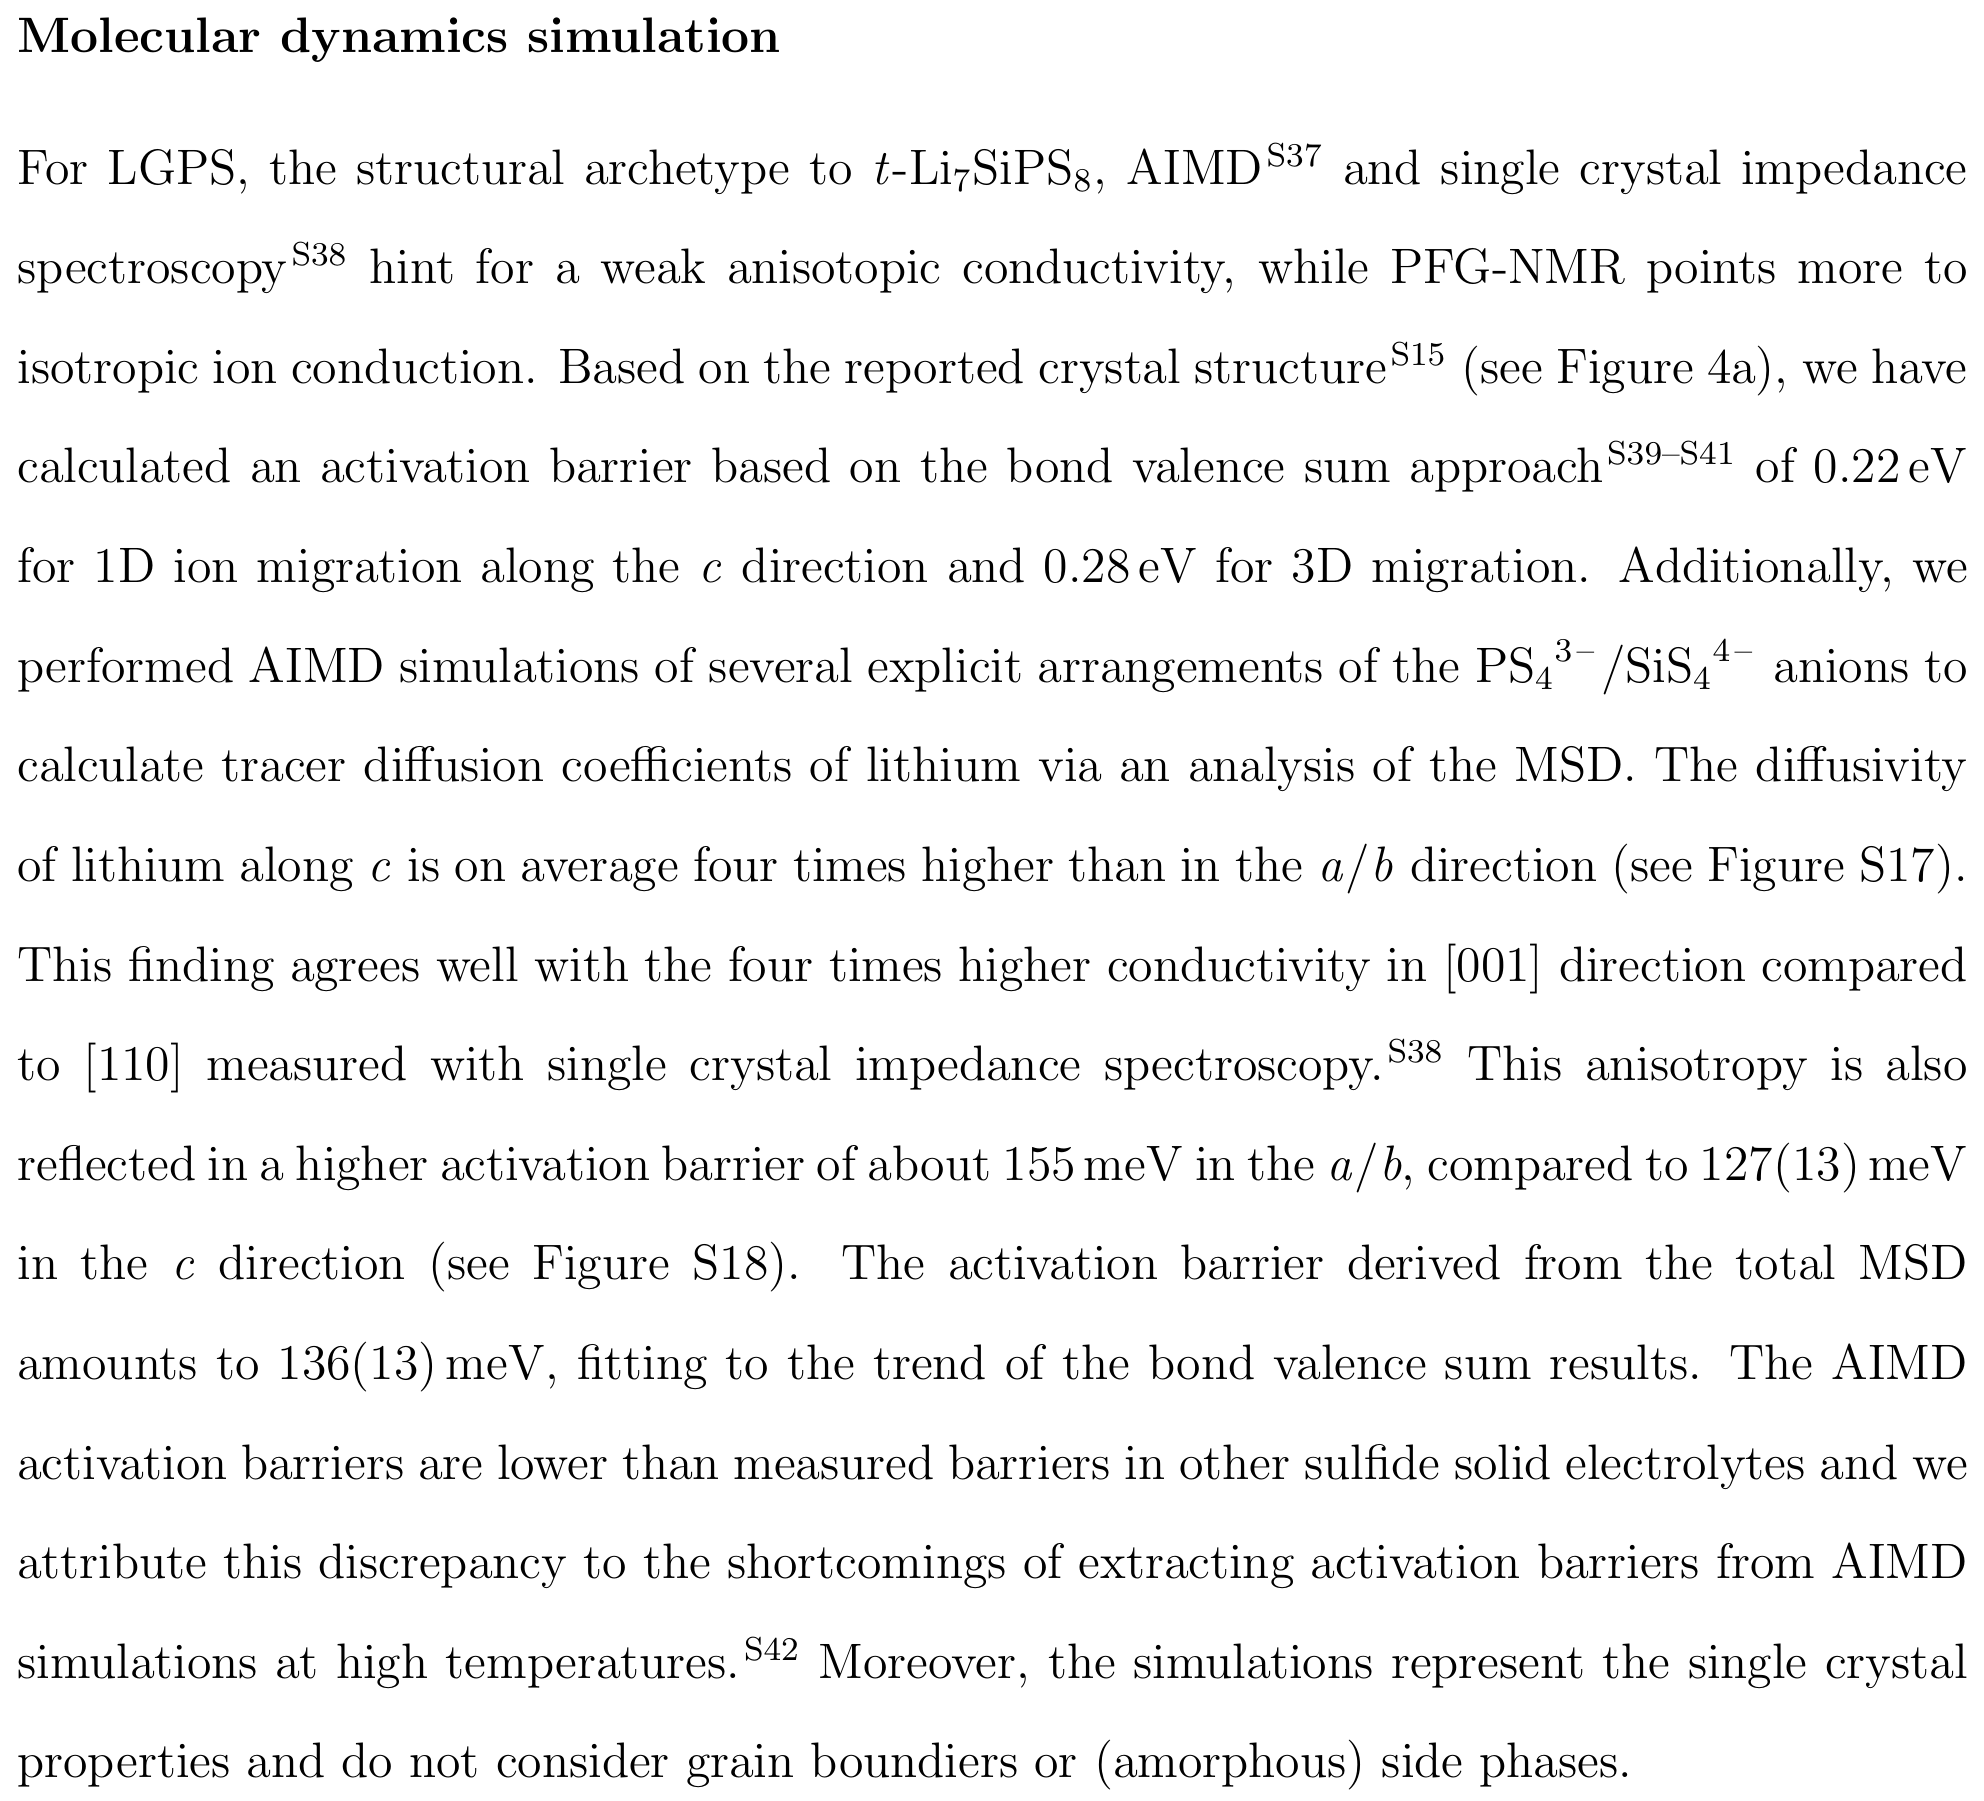 Molecular dynamics simulation
For LGPS, the structural archetype to t-Li₇SiPS₈, AIMD^S37 and single crystal impedance
spectroscopy^S38 hint for a weak anisotopic conductivity, while PFG-NMR points more to
isotropic ion conduction. Based on the reported crystal structure^S15 (see Figure 4a), we have
calculated an activation barrier based on the bond valence sum approach^S39–S41 of 0.22 eV
for 1D ion migration along the c direction and 0.28 eV for 3D migration. Additionally, we
performed AIMD simulations of several explicit arrangements of the PS₄³⁻/SiS₄⁴⁻ anions to
calculate tracer diffusion coefficients of lithium via an analysis of the MSD. The diffusivity
of lithium along c is on average four times higher than in the a/b direction (see Figure S17).
This finding agrees well with the four times higher conductivity in [001] direction compared
to [110] measured with single crystal impedance spectroscopy.^S38 This anisotropy is also
reflected in a higher activation barrier of about 155 meV in the a/b, compared to 127(13) meV
in the c direction (see Figure S18). The activation barrier derived from the total MSD
amounts to 136(13) meV, fitting to the trend of the bond valence sum results. The AIMD
activation barriers are lower than measured barriers in other sulfide solid electrolytes and we
attribute this discrepancy to the shortcomings of extracting activation barriers from AIMD
simulations at high temperatures.^S42 Moreover, the simulations represent the single crystal
properties and do not consider grain boundiers or (amorphous) side phases.